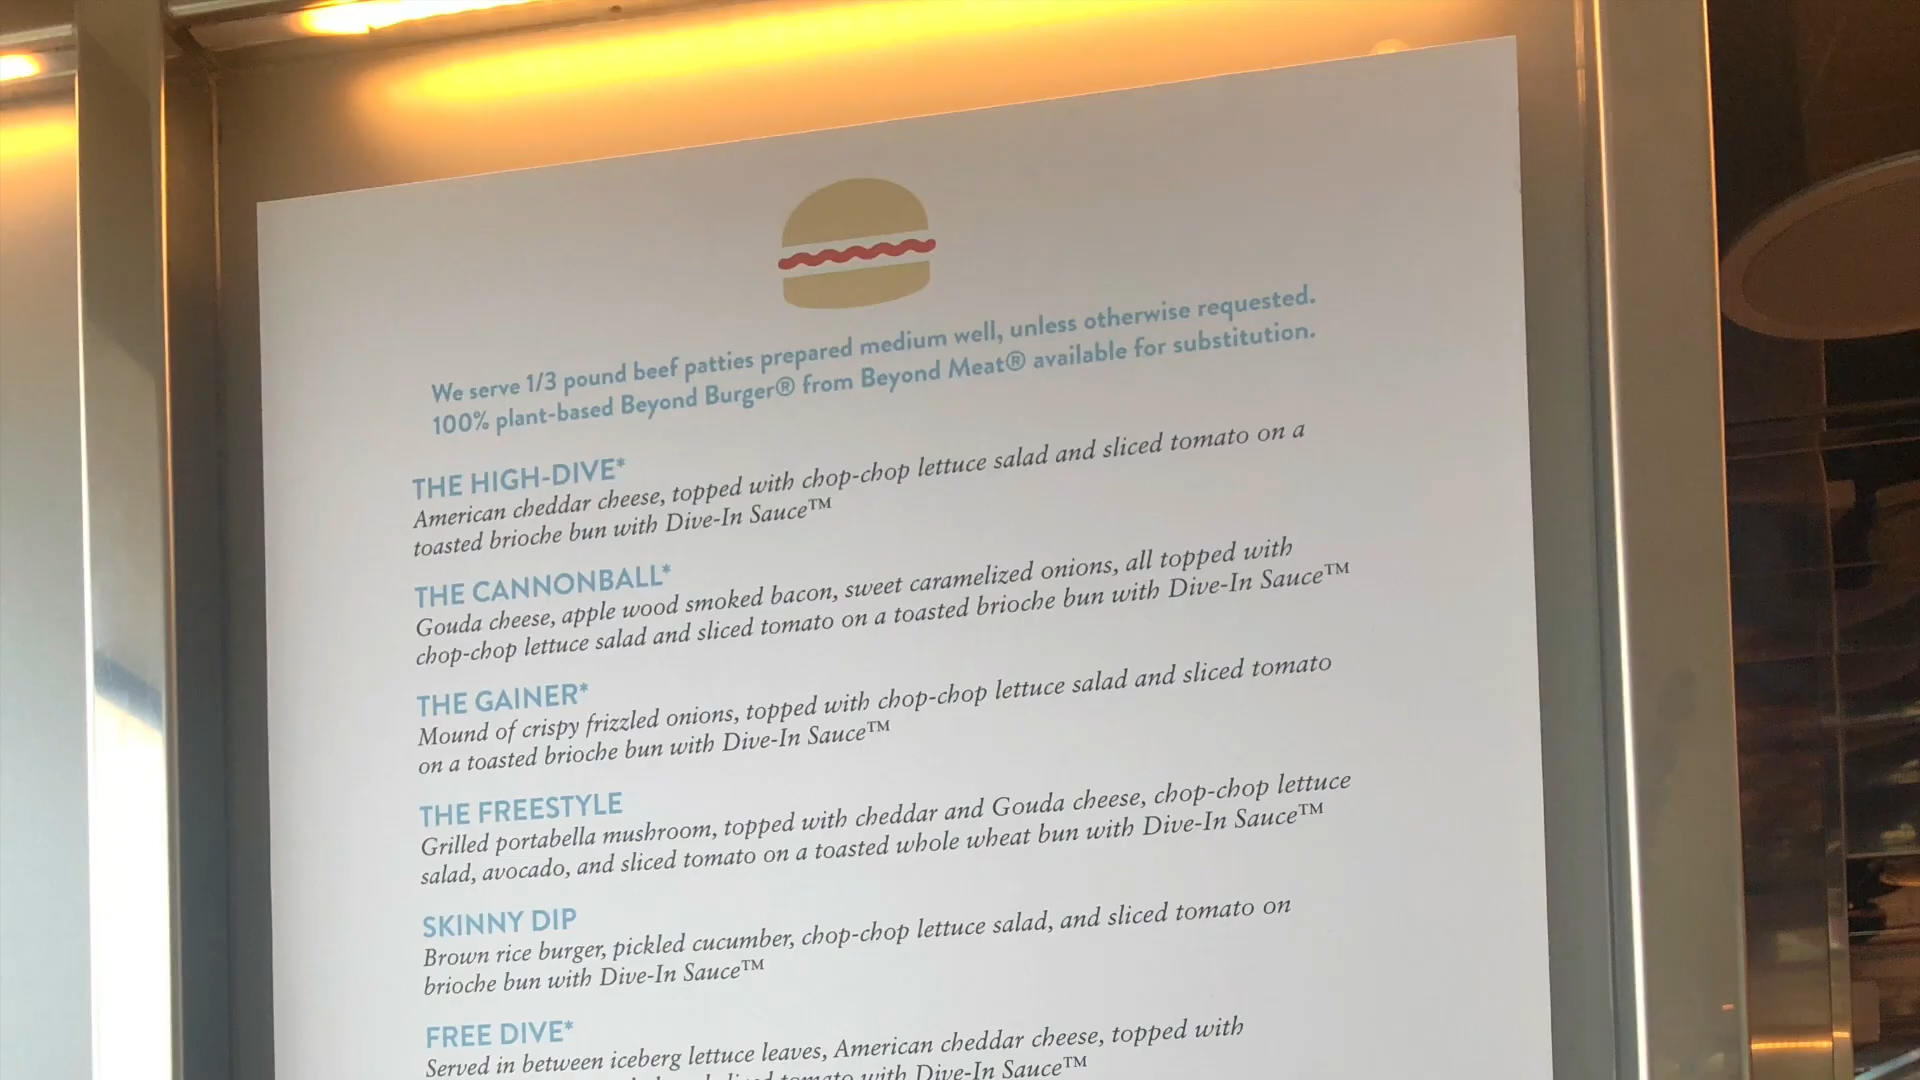 We serve 1/3 pound beef patties prepared medium well, unless otherwise requested.
100% plant-based Beyond Burger® from Beyond Meat® available for substitution.
THE HIGH-DIVE*
American cheddar cheese, topped with chop-chop lettuce salad and sliced tomato on a
toasted brioche bun with Dive-In Sauce™
THE CANNONBALL*
Gouda cheese, apple wood smoked bacon, sweet caramelized onions, all topped with
chop-chop lettuce salad and sliced tomato on a toasted brioche bun with Dive-In Sauce™
THE GAINER*
Mound of crispy frizzled onions, topped with chop-chop lettuce salad and sliced tomato
on a toasted brioche bun with Dive-In Sauce™
THE FREESTYLE
Grilled portabella mushroom, topped with cheddar and Gouda cheese, chop-chop lettuce
salad, avocado, and sliced tomato on a toasted whole wheat bun with Dive-In Sauce™
SKINNY DIP
Brown rice burger, pickled cucumber, chop-chop lettuce salad, and sliced tomato on
brioche bun with Dive-In Sauce™
FREE DIVE*
Served in between iceberg lettuce leaves, American cheddar cheese, topped with
tomato with Dive-In Sauce™